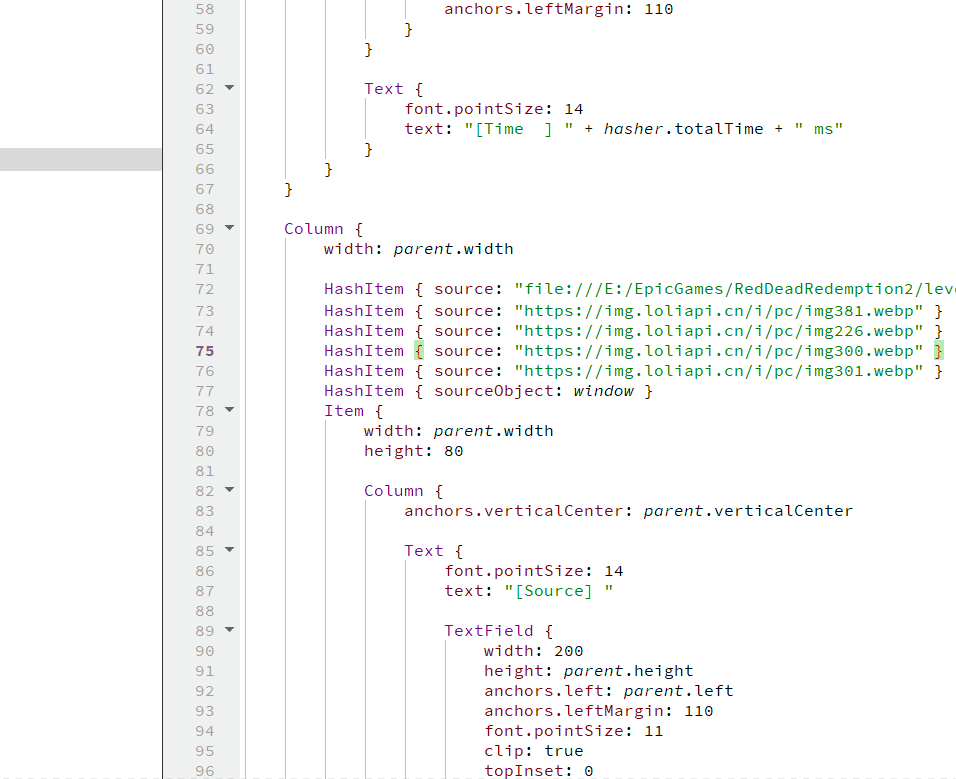 58 anchors.leftMargin: 110
59 }
60 }
61
62 Text {
63 font.pointSize: 14
64 text: "[Time  ] " + hasher.totalTime + " ms"
65 }
66 }
67 }
68
69 Column {
70 width: parent.width
71
72 HashItem { source: "file:///E:/EpicGames/RedDeadRedemption2/leve
73 HashItem { source: "https://img.loliapi.cn/i/pc/img381.webp" }
74 HashItem { source: "https://img.loliapi.cn/i/pc/img226.webp" }
75 HashItem { source: "https://img.loliapi.cn/i/pc/img300.webp" }
76 HashItem { source: "https://img.loliapi.cn/i/pc/img301.webp" }
77 HashItem { sourceObject: window }
78 Item {
79 width: parent.width
80 height: 80
81
82 Column {
83 anchors.verticalCenter: parent.verticalCenter
84
85 Text {
86 font.pointSize: 14
87 text: "[Source] "
88
89 TextField {
90 width: 200
91 height: parent.height
92 anchors.left: parent.left
93 anchors.leftMargin: 110
94 font.pointSize: 11
95 clip: true
96 topInset: 0